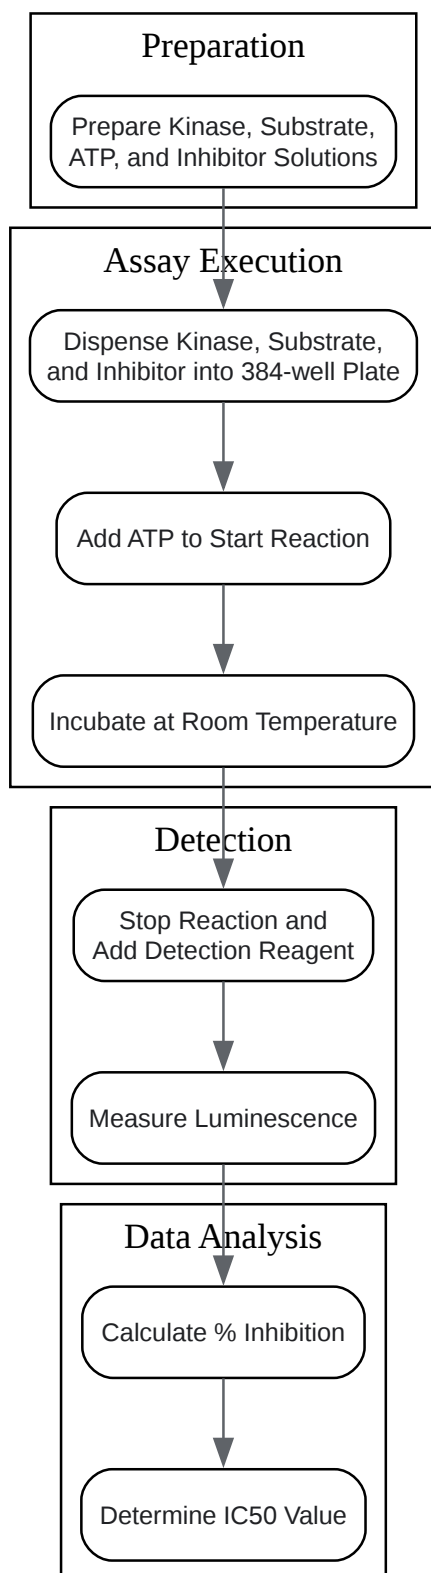 Preparation
Prepare Kinase, Substrate,
ATP, and Inhibitor Solutions
Assay Execution
Dispense Kinase, Substrate,
and Inhibitor into 384-well Plate
Add ATP to Start Reaction
Incubate at Room Temperature
Detection
Stop Reaction and
Add Detection Reagent
Measure Luminescence
Data Analysis
Calculate % Inhibition
Determine IC50 Value